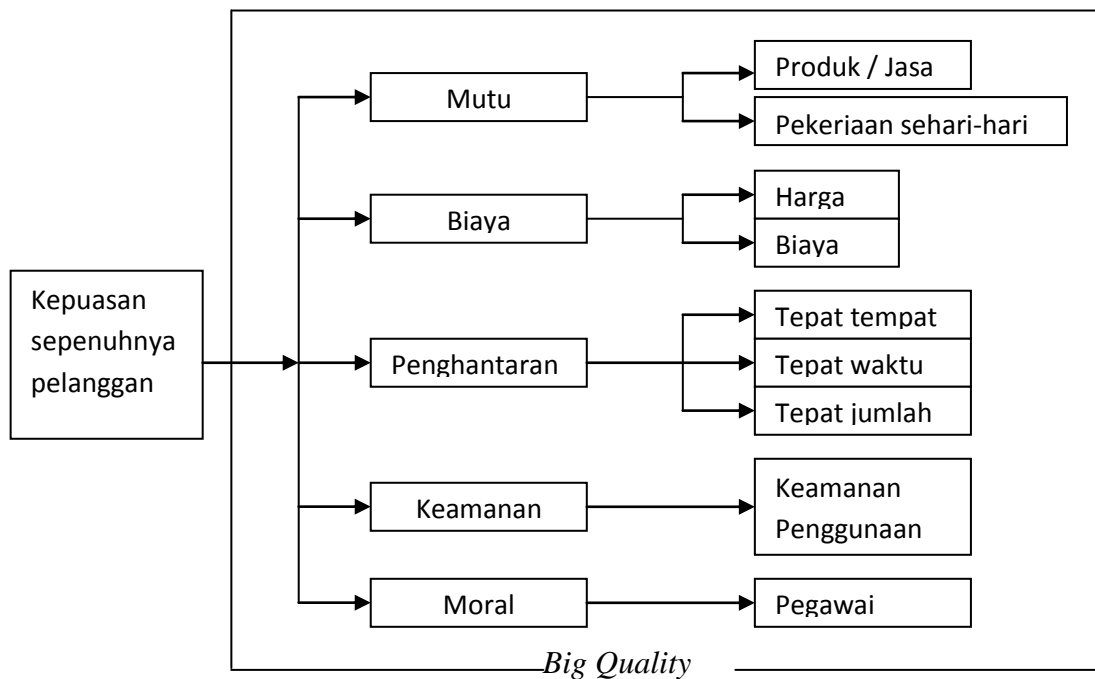 Mutu
Produk / Jasa
Pekerjaan sehari-hari
Biaya
Harga
Biaya
Kepuasan
sepenuhnya
pelanggan
Penghantaran
Tepat tempat
Tepat waktu
Tepat jumlah
Keamanan
Keamanan
Penggunaan
Moral
Pegawai
Big Quality